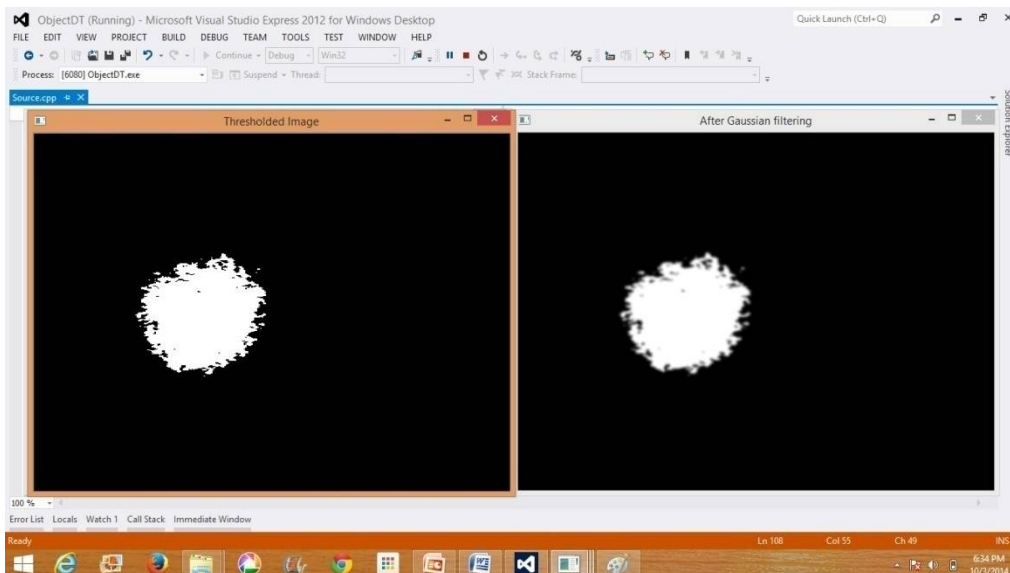 ObjectDT (Running) - Microsoft Visual Studio Express 2012 for Windows Desktop
Quick Launch (Ctrl+Q)
FILE EDIT VIEW PROJECT BUILD DEBUG TEAM TOOLS TEST WINDOW HELP
Continue Debug Win32
Process: [6080] ObjectDT.exe Suspend Thread: Stack Frame:
Source.cpp
Solution Explorer
Thresholded Image
After Gaussian filtering
100 %
Error List Locals Watch 1 Call Stack Immediate Window
Ready Ln 108 Col 55 Ch 49 INS
6:34 PM
10/3/2014